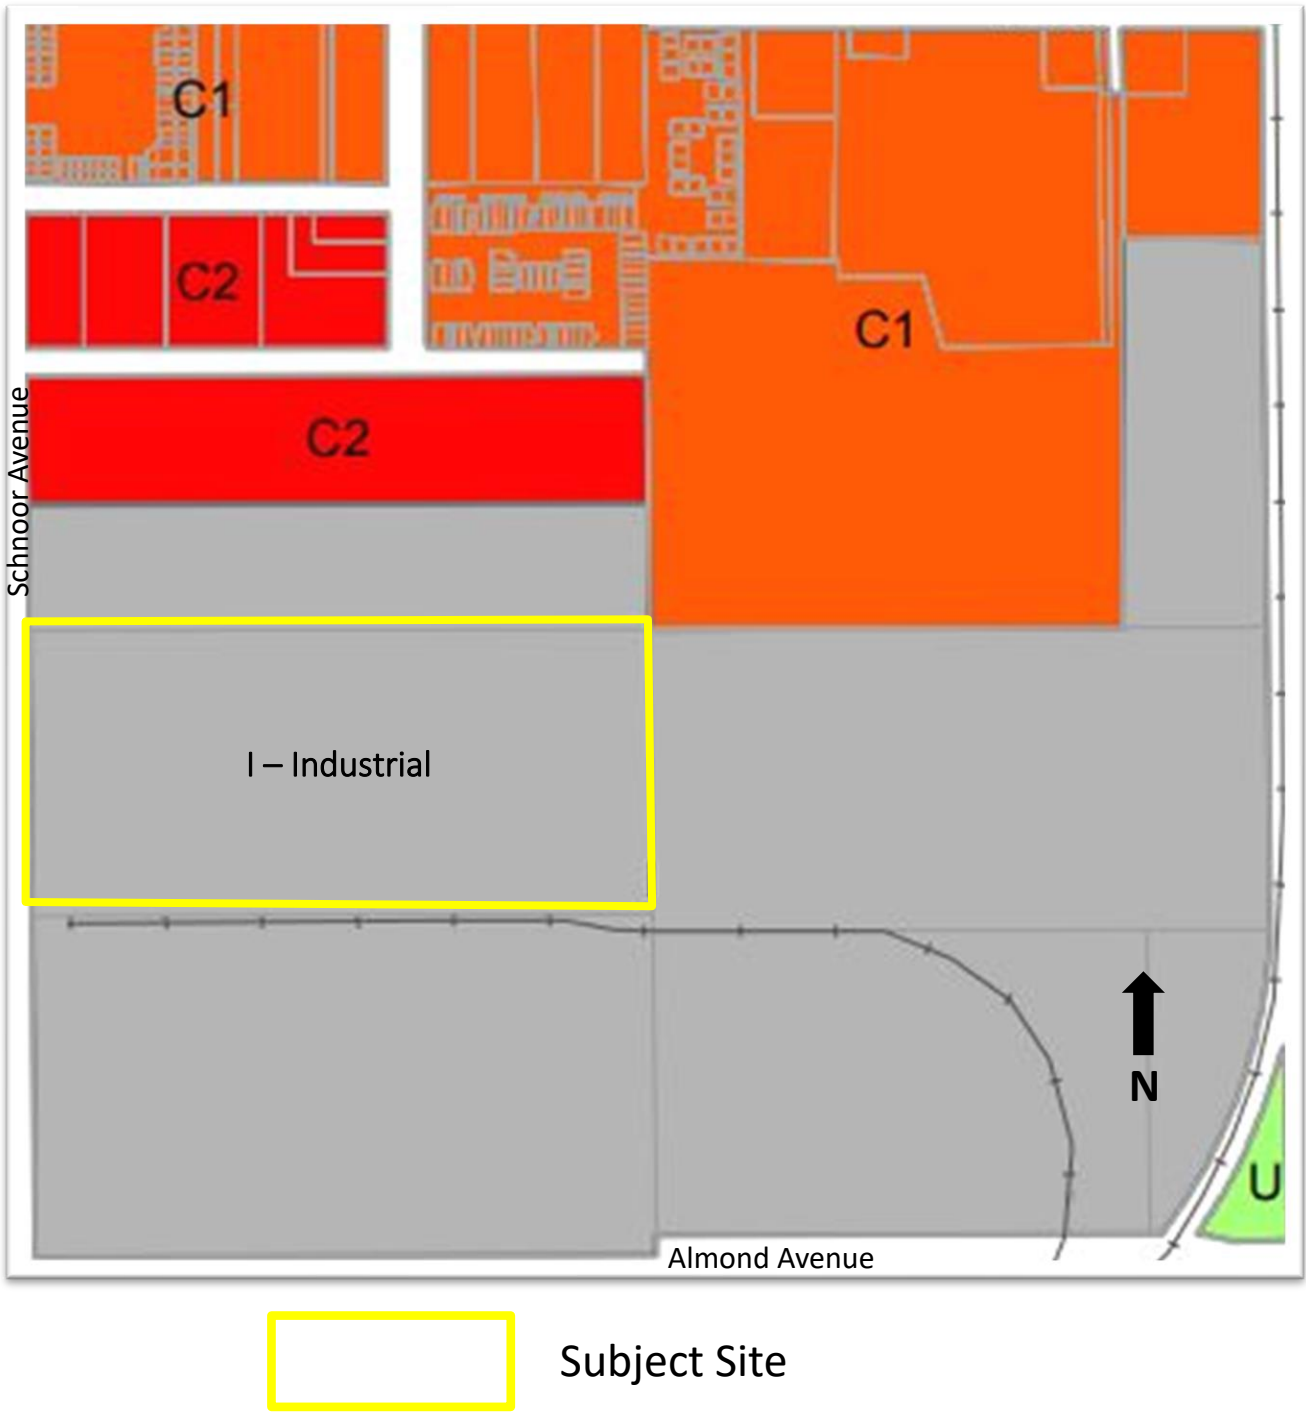 C1
C2
C1
C2
Schnoor Avenue
I – Industrial
N
U
Almond Avenue
Subject Site